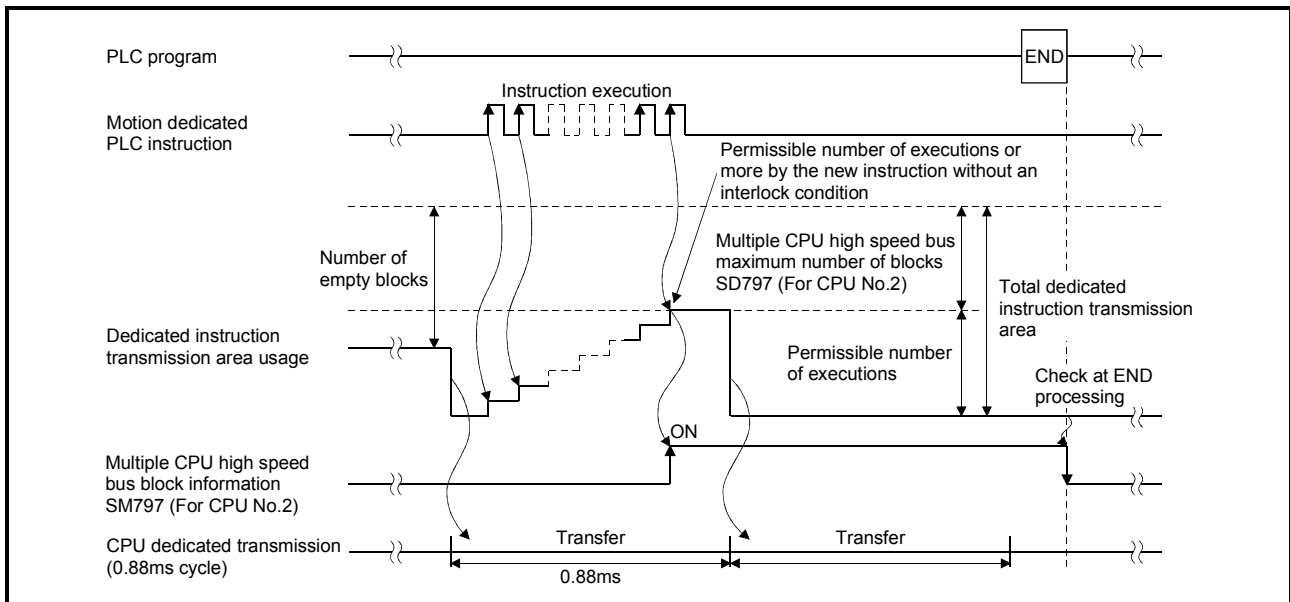 PLC program
END
Instruction execution
Motion dedicated
PLC instruction
Permissible number of executions or
more by the new instruction without an
interlock condition
Number of
empty blocks
Multiple CPU high speed bus
maximum number of blocks
SD797 (For CPU No.2)
Total dedicated
instruction transmission
area
Dedicated instruction
transmission area usage
Permissible number
of executions
Check at END
processing
ON
Multiple CPU high speed
bus block information
SM797 (For CPU No.2)
CPU dedicated transmission
(0.88ms cycle)
Transfer
Transfer
0.88ms